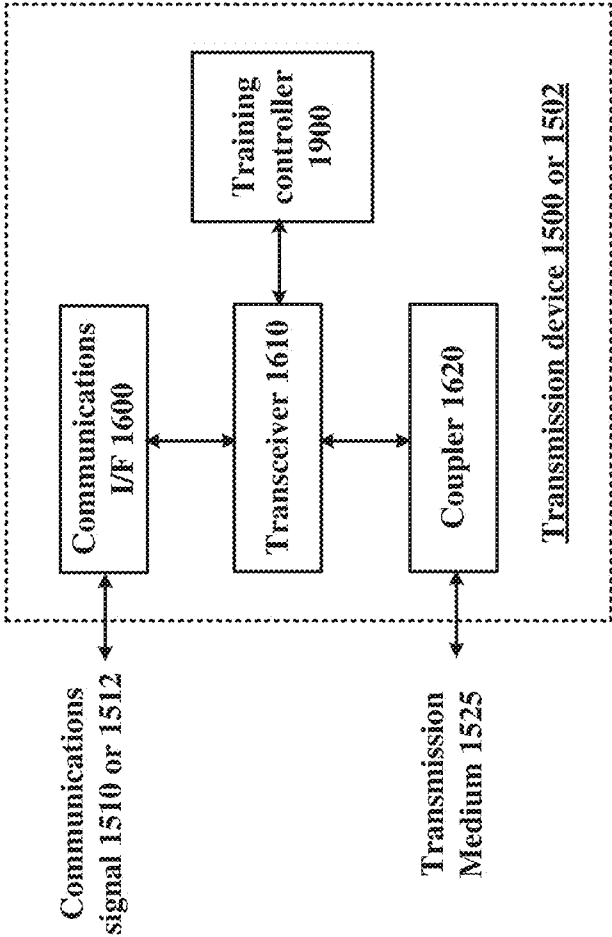 Communications
signal 1510 or 1512
Transmission
Medium 1525
Communications
I/F 1600
Transceiver 1610
Coupler 1620
Training
controller
1900
Transmission device 1500 or 1502